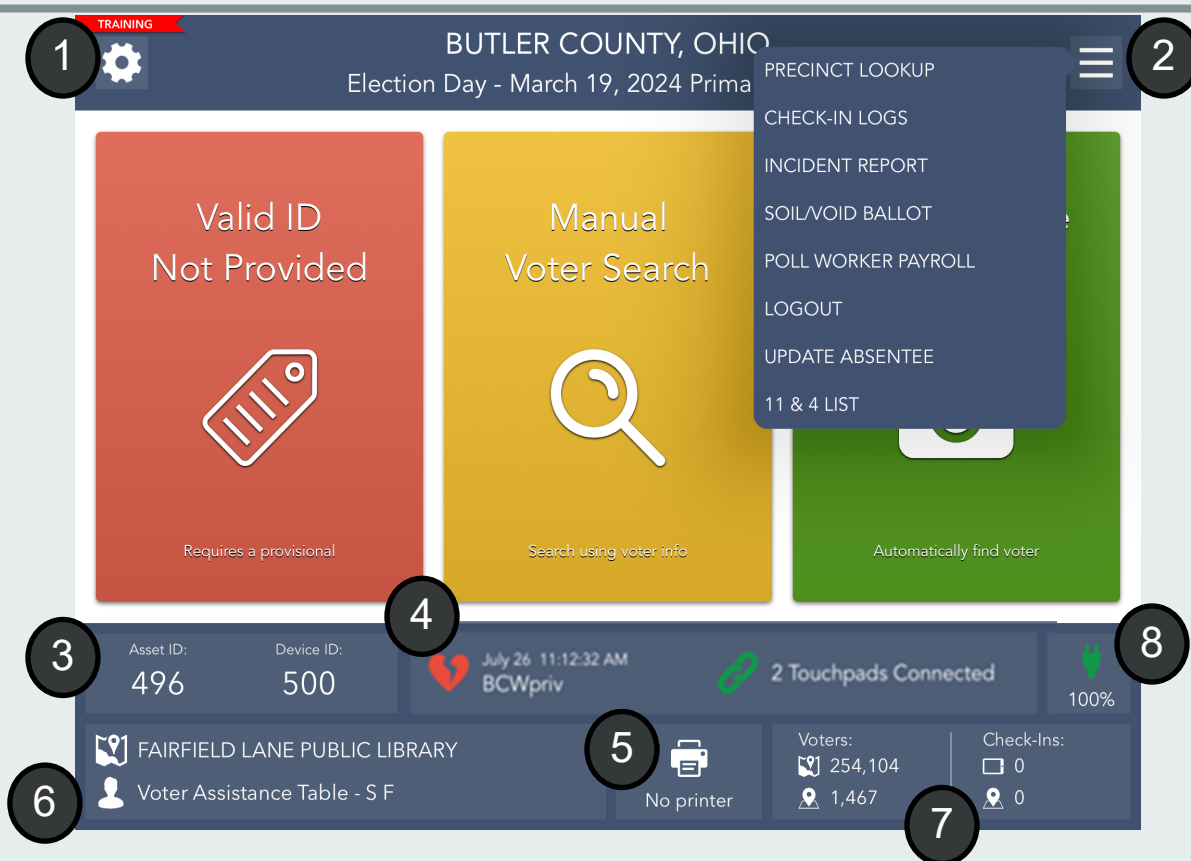 TRAINING
1
BUTLER COUNTY, OHIO
2
Election Day - March 19, 2024
PRECINCT LOOKUP
CHECK-IN LOGS
INCIDENT REPORT
SOIL/VOID BALLOT
POLL WORKER PAYROLL
LOGOUT
UPDATE ABSENTEE
11 & 4 LIST
Valid ID
Not Provided
Requires a provisional
Manual
Voter Search
Search using voter info
Automatically find voter
3
Asset ID:
496
Device ID:
500
4
July 26 11:12:32 AM
BCWpriv
2 Touchpads Connected
8
100%
6
FAIRFIELD LANE PUBLIC LIBRARY
Voter Assistance Table - S F
5
No printer
Voters:
254,104
1,467
7
Check-Ins:
0
0